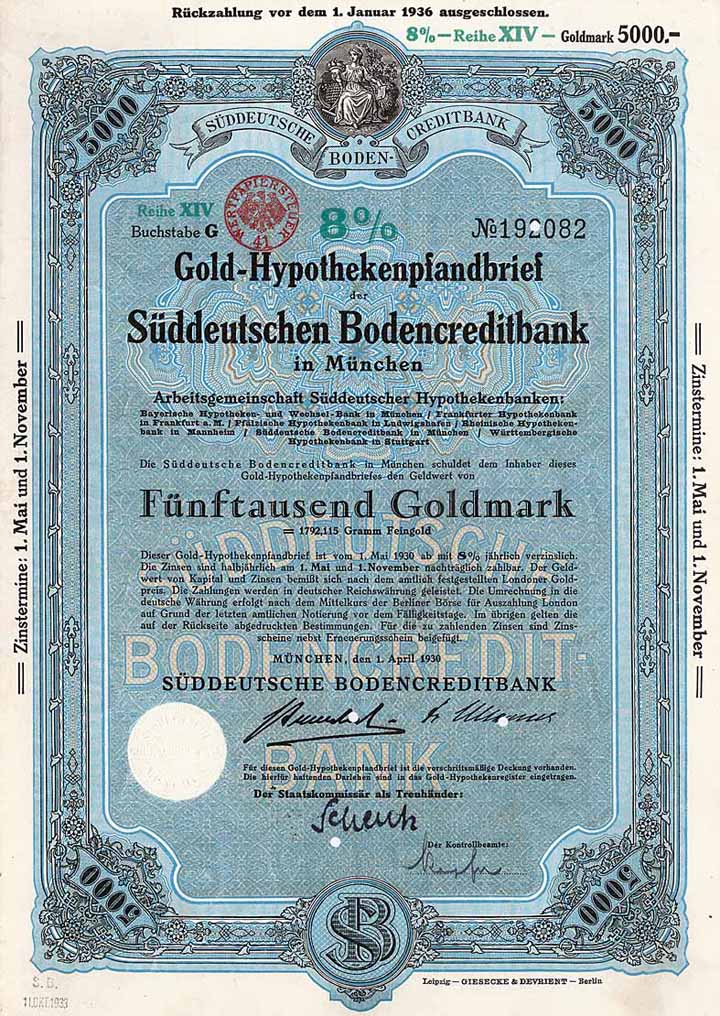 Rückzahlung vor dem 1. Januar 1936 ausgeschlossen.
8%—Reihe XIV— Goldmark 5000.-
5000
5000
SÜDDEUTSCHE
BODEN-
CREDITBANK
Reihe XIV
Buchstabe G
WERTPAPIERSTEUER
41
8%
№192082
Gold-Hypothekenpfandbrief
der
Süddeutschen Bodencreditbank
in München
Arbeitsgemeinschaft Süddeutscher Hypothekenbanken:
Bayerische Hypotheken- und Wechsel-Bank in München / Frankfurter Hypothekenbank
in Frankfurt a. M. / Pfälzische Hypothekenbank in Ludwigshafen / Rheinische Hypotheken-
bank in Mannheim / Süddeutsche Bodencreditbank in München / Württembergische
Hypothekenbank in Stuttgart
Die Süddeutsche Bodencreditbank in München schuldet dem Inhaber dieses
Gold-Hypothekenpfandbriefes den Geldwert von
Fünftausend Goldmark
= 1792,115 Gramm Feingold
Dieser Gold-Hypothekenpfandbrief ist vom 1. Mai 1930 ab mit 8% jährlich verzinslich.
Die Zinsen sind halbjährlich am 1. Mai und 1. November nachträglich zahlbar. Der Geld-
wert von Kapital und Zinsen bemißt sich nach dem amtlich festgestellten Londoner Gold-
preis. Die Zahlungen werden in deutscher Reichswährung geleistet. Die Umrechnung in die
deutsche Währung erfolgt nach dem Mittelkurs der Berliner Börse für Auszahlung London
auf Grund der letzten amtlichen Notierung vor dem Fälligkeitstage. Im übrigen gelten die
auf der Rückseite abgedruckten Bestimmungen. Für die zu zahlenden Zinsen sind Zins-
scheine nebst Erneuerungsschein beigefügt.
SÜDDEUTSCHE
BODENCREDIT-
BANK
MÜNCHEN, den 1. April 1930
SÜDDEUTSCHE BODENCREDITBANK
Für diesen Gold-Hypothekenpfandbrief ist die vorschriftsmäßige Deckung vorhanden.
Die hierfür haftenden Darlehen sind in das Gold-Hypothekenregister eingetragen.
Der Staatskommissär als Treuhänder:
Der Kontrollbeamte:
Zinstermine: 1. Mai und 1. November
Zinstermine: 1. Mai und 1. November
5000
5000
SB
Leipzig — GIESECKE & DEVRIENT — Berlin
S. B.
11.OKT.1933